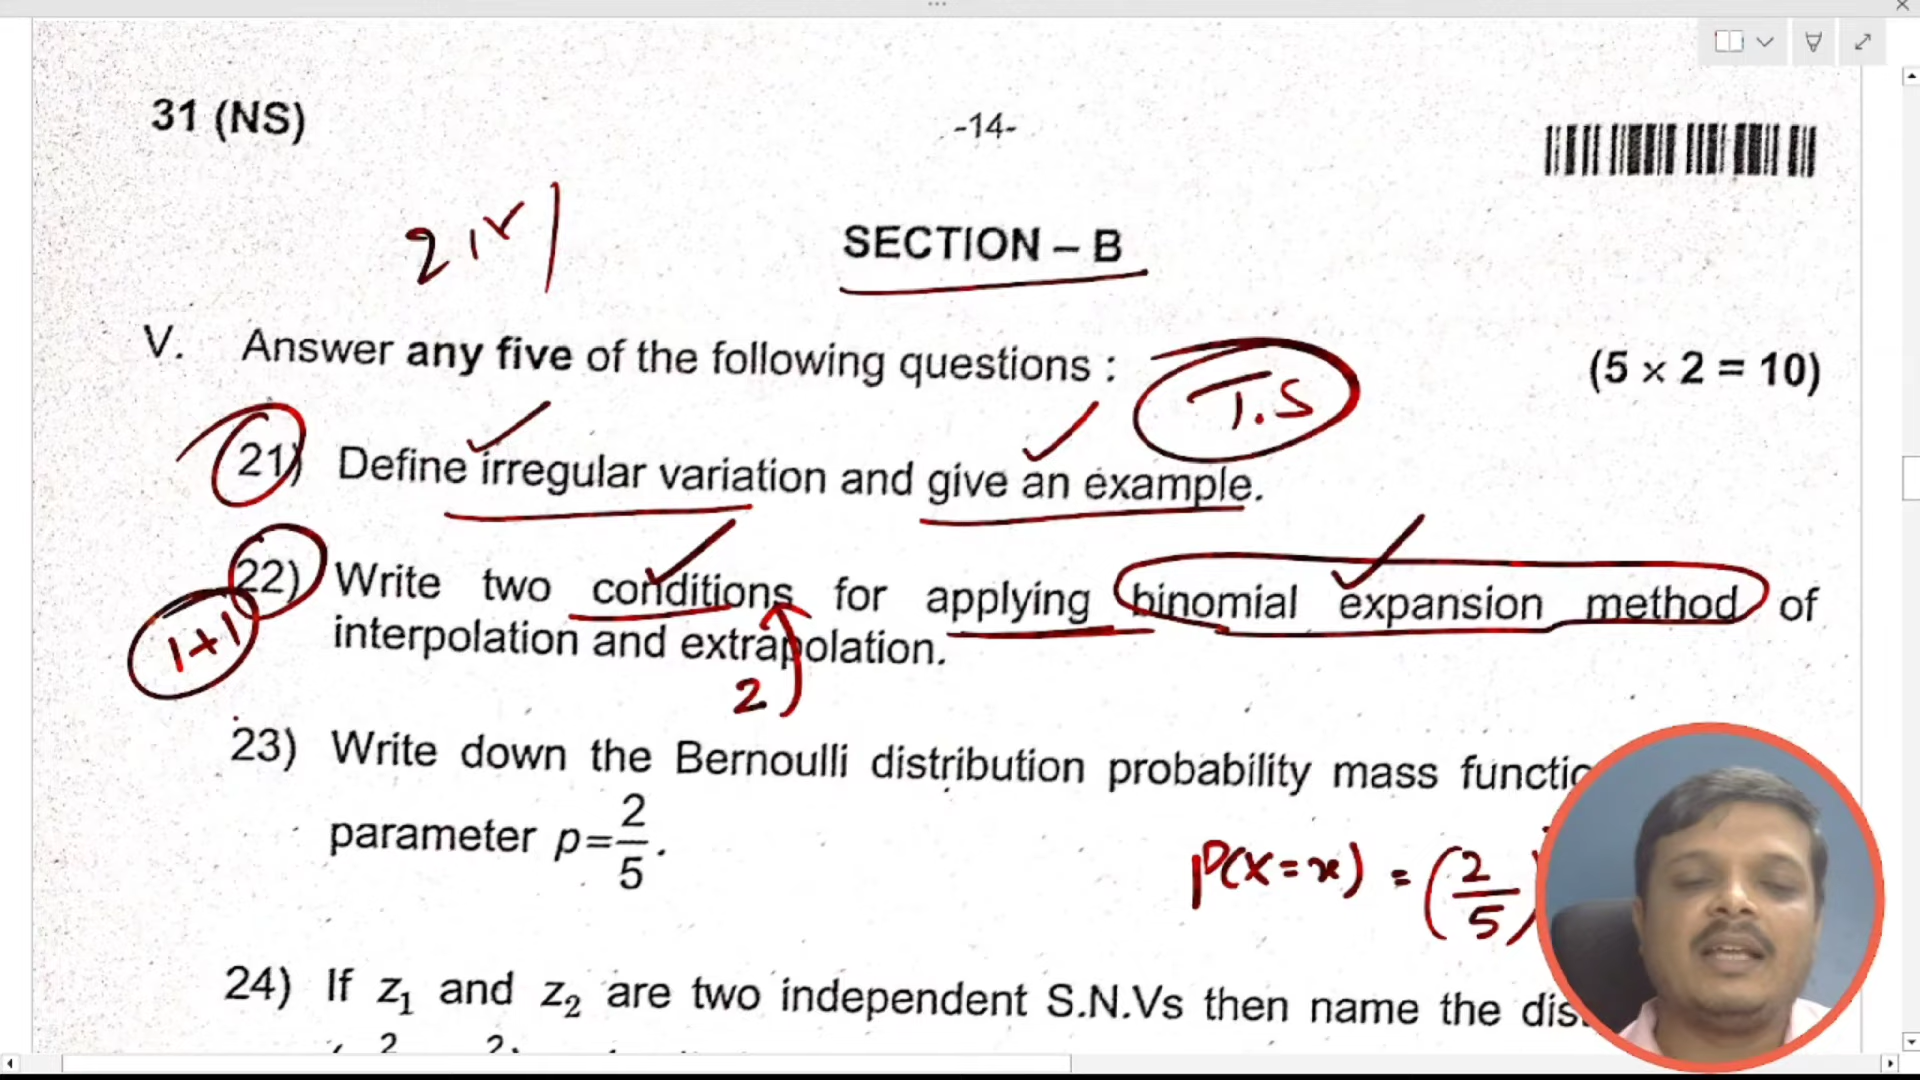 31 (NS)
-14-
SECTION – B
V. Answer any five of the following questions :
(5 × 2 = 10)
T.S
21) Define irregular variation and give an example.
22) Write two conditions for applying binomial expansion method of
1+1
interpolation and extrapolation.
2
23) Write down the Bernoulli distribution probability mass
parameter p=2/5.
P(X=x) = (2/5)
24) If z₁ and z₂ are two independent S.N.Vs then name the